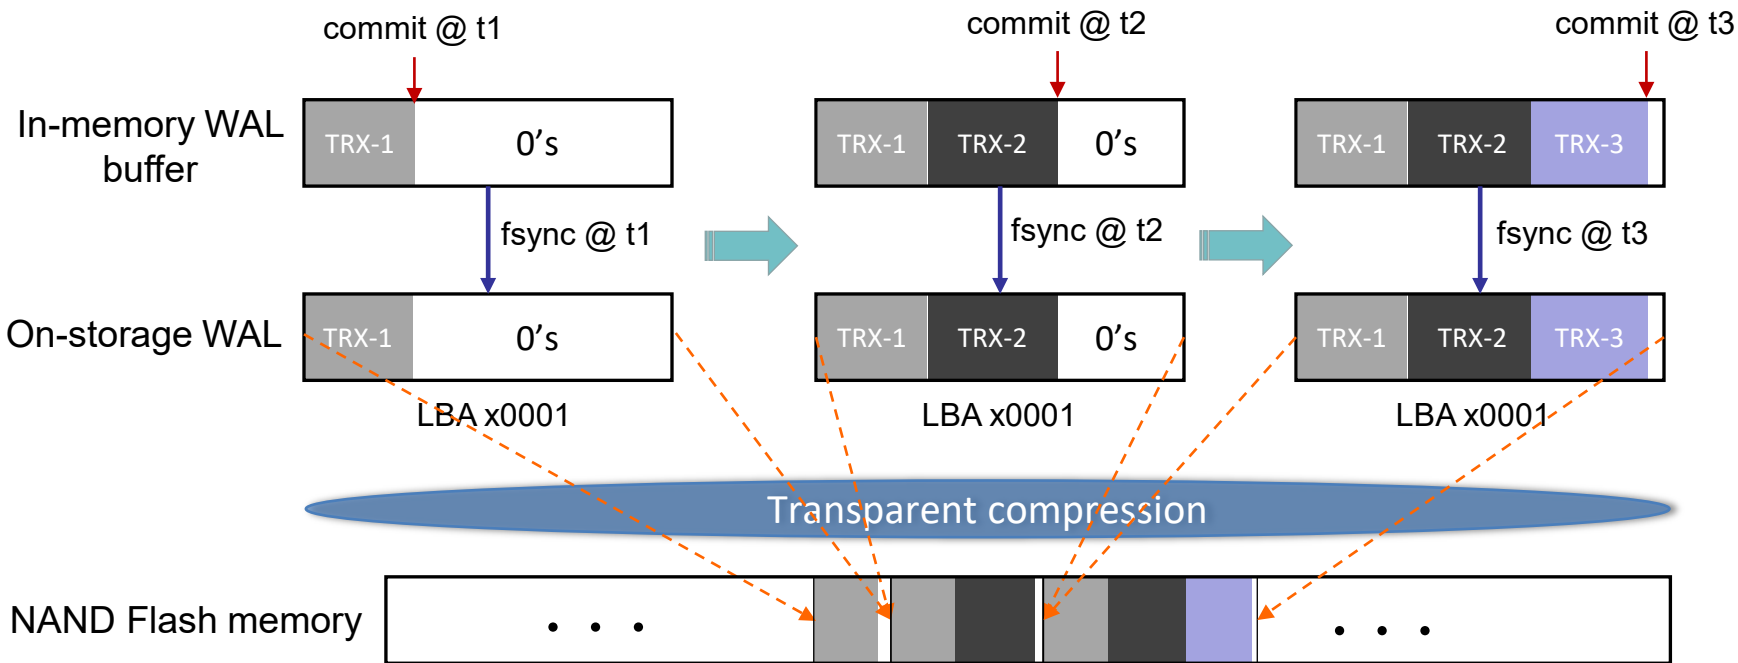 commit @ t1
commit @ t2
commit @ t3
In-memory WAL
buffer
TRX-1
0's
TRX-1
TRX-2
0's
TRX-1
TRX-2
TRX-3
fsync @ t1
fsync @ t2
fsync @ t3
On-storage WAL
TRX-1
0's
TRX-1
TRX-2
0's
TRX-1
TRX-2
TRX-3
LBA x0001
LBA x0001
LBA x0001
Transparent compression
NAND Flash memory
. . .
. . .